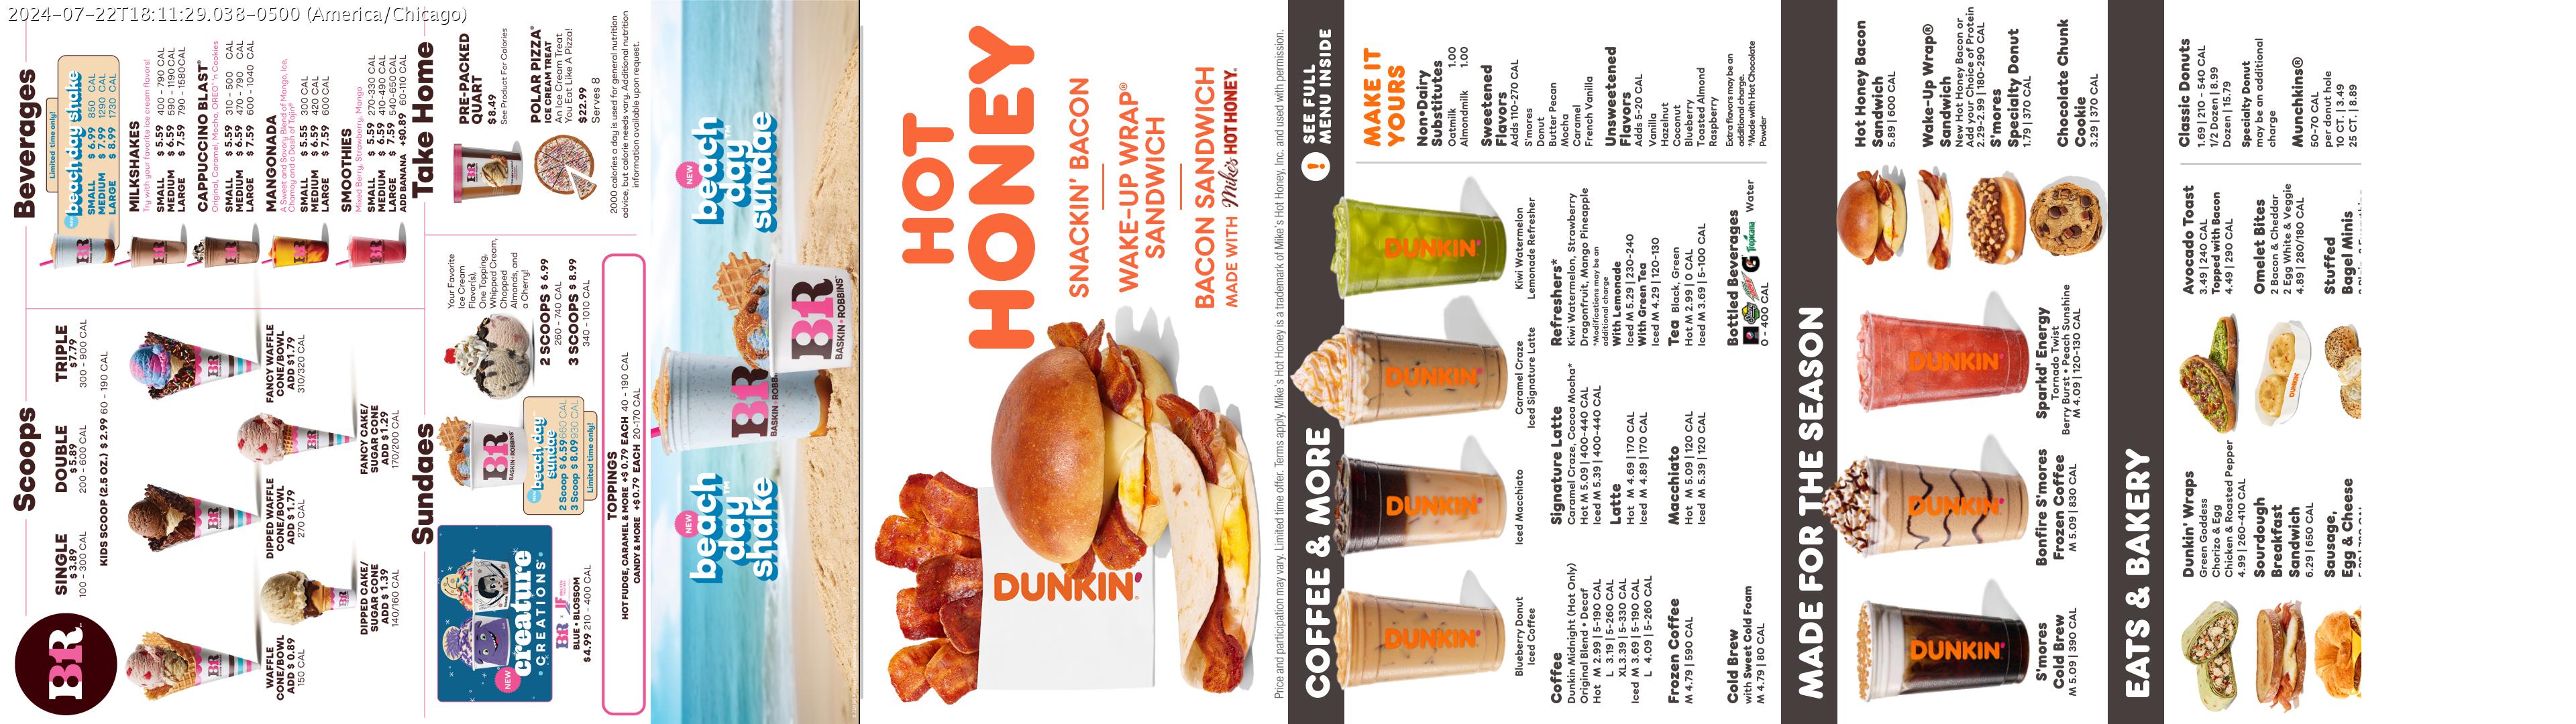 2024-07-22T18:11:29.038-0500 (America/Chicago)
BR
Scoops
SINGLE
$ 3.89
100 - 300 CAL
DOUBLE
$ 5.89
200 - 600 CAL
TRIPLE
$7.79
300 - 900 CAL
KIDS SCOOP (2.5 OZ.) $ 2.99 60 - 190 CAL
WAFFLE
CONE/BOWL
ADD $ 0.89
150 CAL
DIPPED WAFFLE
CONE/BOWL
ADD $1.79
270 CAL
FANCY WAFFLE
CONE/BOWL
ADD $1.79
310/320 CAL
DIPPED CAKE/
SUGAR CONE
ADD $ 1.39
140/160 CAL
FANCY CAKE/
SUGAR CONE
ADD $1.29
170/200 CAL
Beverages
Limited time only!
beach day shake
SMALL $ 6.99 850 CAL
MEDIUM $ 7.99 1290 CAL
LARGE $ 8.99 1730 CAL
MILKSHAKES
Try with your favorite ice cream flavors!
SMALL $ 5.59 400 - 790 CAL
MEDIUM $ 6.59 590 - 1190 CAL
LARGE $ 7.59 790 - 1580 CAL
CAPPUCCINO BLAST®
Original, Caramel, Mocha, OREO® 'n Cookies
SMALL $ 5.59 310 - 500 CAL
MEDIUM $ 6.59 470 - 790 CAL
LARGE $ 7.59 600 - 1040 CAL
MANGONADA
A Sweet and Savory Blend of Mango, Ice,
Chamoy and a Dash of Tajín®
SMALL $ 5.59 300 CAL
MEDIUM $ 6.59 420 CAL
LARGE $ 7.59 600 CAL
SMOOTHIES
Mixed Berry, Strawberry, Mango
SMALL $ 5.59 270-330 CAL
MEDIUM $ 6.59 410-490 CAL
LARGE $ 7.59 540-650 CAL
ADD BANANA +$0.89 60-110 CAL
Sundaes
NEW
creature
CREATIONS®
BR
BLUE • BLOSSOM
$4.99 210 - 400 CAL
BR
BASKIN-ROBBINS
beach day
sundae
2 Scoop $ 6.59 660 CAL
3 Scoop $ 8.09 930 CAL
Limited time only!
Your Favorite
Ice Cream
Flavor(s),
One Topping,
Whipped Cream,
Chopped
Almonds, and
a Cherry!
2 SCOOPS $ 6.99
260 - 740 CAL
3 SCOOPS $ 8.99
340 - 1010 CAL
TOPPINGS
HOT FUDGE, CARAMEL & MORE +$ 0.79 EACH 40 - 190 CAL
CANDY & MORE +$ 0.79 EACH 20-170 CAL
Take Home
PRE-PACKED
QUART
$ 8.49
See Product For Calories
POLAR PIZZA®
ICE CREAM TREAT
An Ice Cream Treat
You Eat Like A Pizza!
$22.99
Serves 8
2000 calories a day is used for general nutrition
advice, but calorie needs vary. Additional nutrition
information available upon request.
NEW
beach
day™
shake
BR
BASKIN-ROBB
BR
BASKIN-ROBBINS
NEW
beach
day™
sundae
DUNKIN'
HOT
HONEY
SNACKIN' BACON
WAKE-UP WRAP®
SANDWICH
BACON SANDWICH
MADE WITH Mike's HOT HONEY.
Price and participation may vary. Limited time offer. Terms apply. Mike's Hot Honey is a trademark of Mike's Hot Honey, Inc. and used with permission.
COFFEE & MORE
! SEE FULL
MENU INSIDE
DUNKIN'
DUNKIN'
DUNKIN'
DUNKIN'
Blueberry Donut
Iced Coffee
Iced Macchiato
Caramel Craze
Iced Signature Latte
Kiwi Watermelon
Lemonade Refresher
Coffee
Dunkin Midnight (Hot Only)
Original Blend • Decaf
Hot M 2.99 | 5-190 CAL
L 3.19 | 5-260 CAL
XL 3.39 | 5-330 CAL
Iced M 3.69 | 5-190 CAL
L 4.09 | 5-260 CAL
Frozen Coffee
M 4.79 | 590 CAL
Cold Brew
with Sweet Cold Foam
M 4.79 | 80 CAL
Signature Latte
Caramel Craze, Cocoa Mocha*
Hot M 5.09 | 400-440 CAL
Iced M 5.39 | 400-440 CAL
Latte
Hot M 4.69 | 170 CAL
Iced M 4.89 | 170 CAL
Macchiato
Hot M 5.09 | 120 CAL
Iced M 5.39 | 120 CAL
Refreshers*
Kiwi Watermelon, Strawberry
Dragonfruit, Mango Pineapple
*Modifications may be an
additional charge
With Lemonade
Iced M 5.29 | 230-240
With Green Tea
Iced M 4.29 | 120-130
Tea Black, Green
Hot M 2.99 | 0 CAL
Iced M 3.69 | 5-100 CAL
Bottled Beverages
G Tropicana Water
0 - 400 CAL
MAKE IT
YOURS
Non-Dairy
Substitutes
Oatmilk 1.00
Almondmilk 1.00
Sweetened
Flavors
Adds 110-270 CAL
S'mores
Donut
Butter Pecan
Mocha
Caramel
French Vanilla
Unsweetened
Flavors
Adds 5-20 CAL
Vanilla
Hazelnut
Coconut
Blueberry
Toasted Almond
Raspberry
Extra flavors may be an
additional charge.
*Made with Hot Chocolate
Powder
MADE FOR THE SEASON
DUNKIN'
DUNKIN'
DUNKIN'
S'mores
Cold Brew
M 5.09 | 390 CAL
Bonfire S'mores
Frozen Coffee
M 5.09 | 830 CAL
Sparkd' Energy
Tornado Twist
Berry Burst • Peach Sunshine
M 4.09 | 120-130 CAL
Hot Honey Bacon
Sandwich
5.89 | 600 CAL
Wake-Up Wrap®
Sandwich
New Hot Honey Bacon or
Add your Choice of Protein
2.29-2.99 | 180-290 CAL
S'mores
Specialty Donut
1.79 | 370 CAL
Chocolate Chunk
Cookie
3.29 | 370 CAL
EATS & BAKERY
Dunkin' Wraps
Green Goddess
Chorizo & Egg
Chicken & Roasted Pepper
4.99 | 260-410 CAL
Sourdough
Breakfast
Sandwich
6.29 | 650 CAL
Sausage,
Egg & Cheese
Avocado Toast
3.49 | 240 CAL
Topped with Bacon
4.49 | 290 CAL
Omelet Bites
2 Bacon & Cheddar
2 Egg White & Veggie
4.89 | 280/180 CAL
DUNKIN'
Stuffed
Bagel Minis
Classic Donuts
1.69 | 210 - 540 CAL
1/2 Dozen | 8.99
Dozen | 15.79
Specialty Donut
may be an additional
charge
Munchkins®
50-70 CAL
per donut hole
10 CT. | 3.49
25 CT. | 8.89